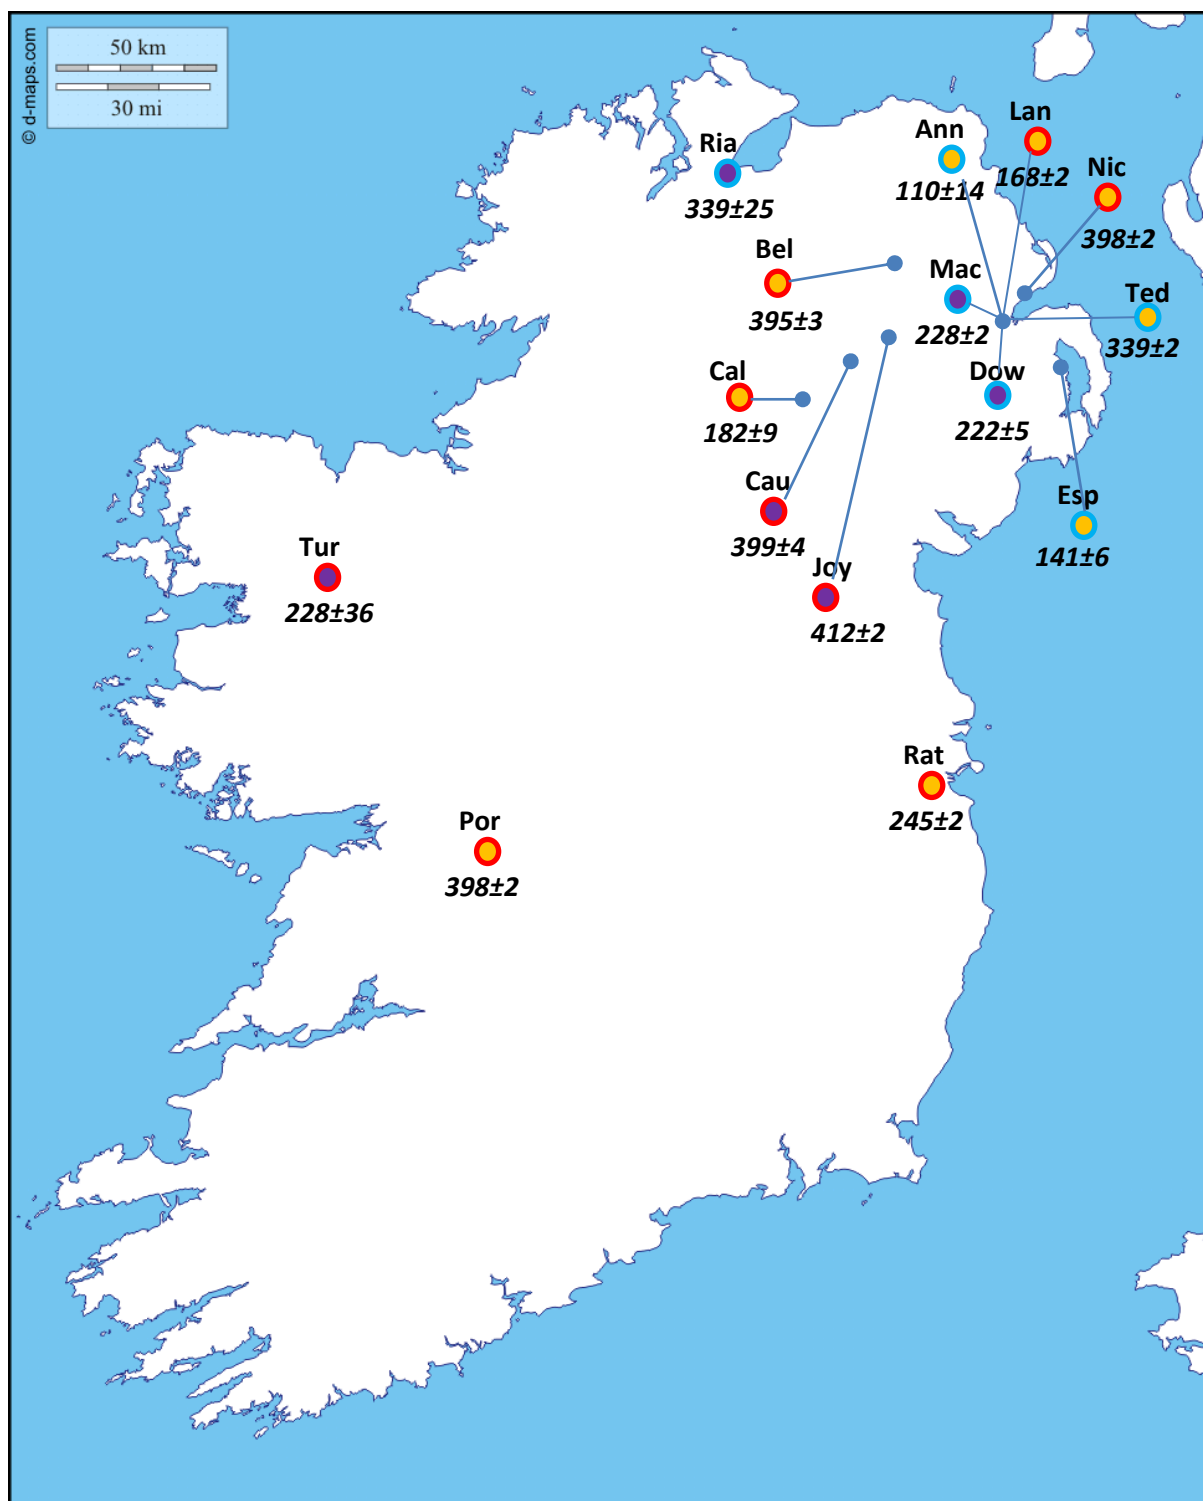 © d-maps.com
50 km
30 mi
Lan
168±2
Ann
110±14
Nic
398±2
Ria
339±25
Bel
395±3
Mac
228±2
Ted
339±2
Cal
182±9
Dow
222±5
Cau
399±4
Esp
141±6
Tur
228±36
Joy
412±2
Rat
245±2
Por
398±2